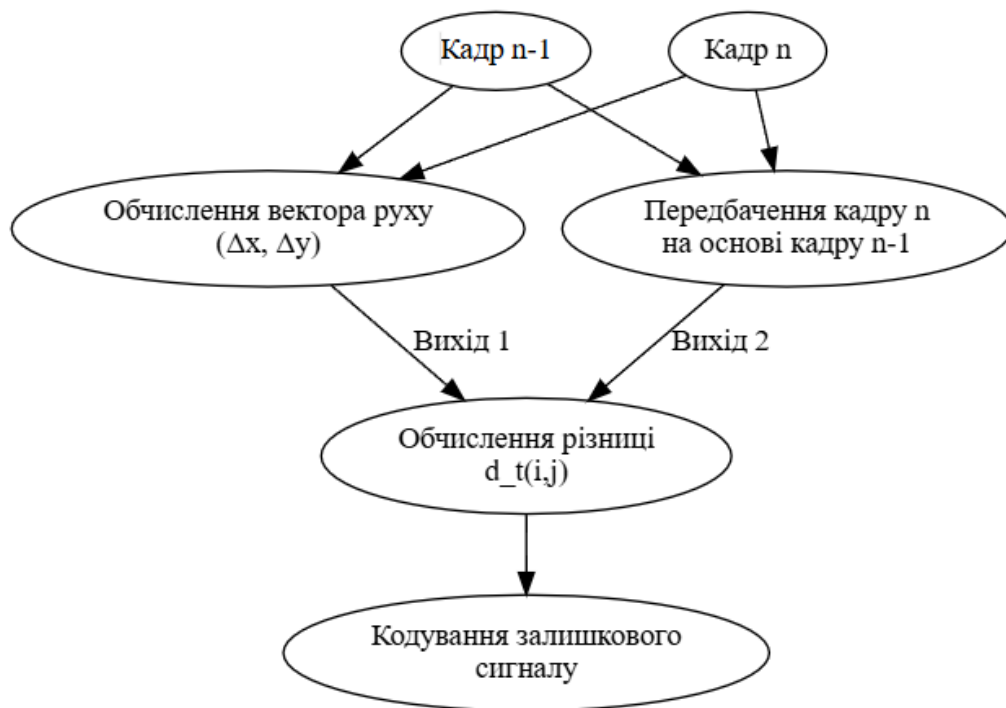 Кадр n-1
Кадр n
Обчислення вектора руху
(Δx, Δy)
Передбачення кадру n
на основі кадру n-1
Вихід 1
Вихід 2
Обчислення різниці
d_t(i,j)
Кодування залишкового
сигналу